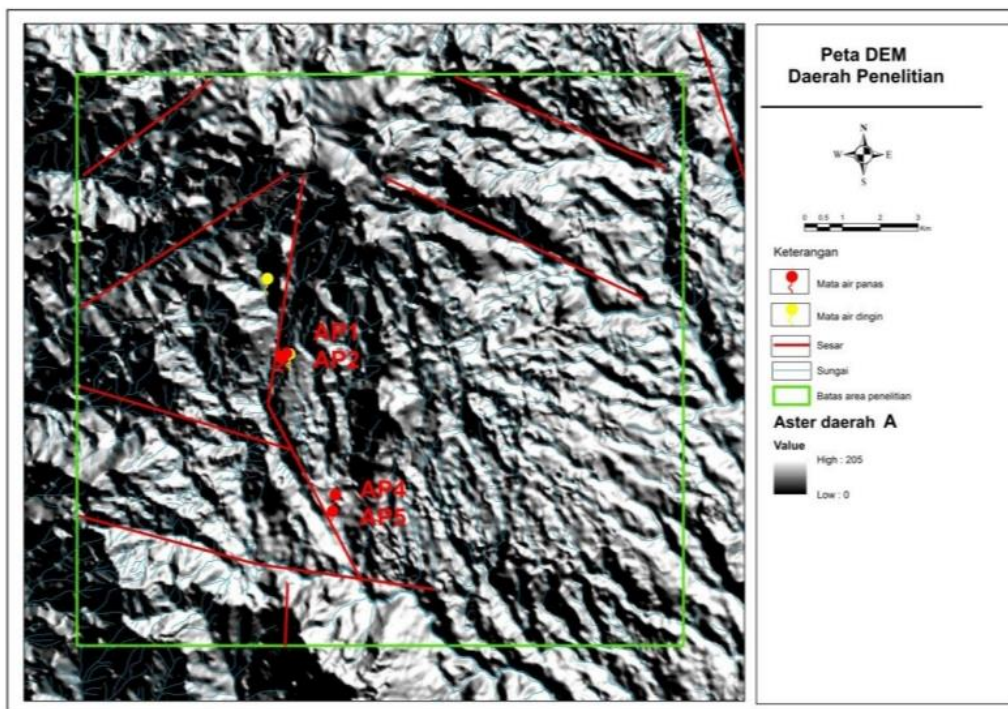 AP1
AP2
AP4
AP5
Peta DEM
Daerah Penelitian
N
W E
S
0 0.5 1 2 3
Km
Keterangan
Mata air panas
Mata air dingin
Sesar
Sungai
Batas area penelitian
Aster daerah A
Value
High : 205
Low : 0